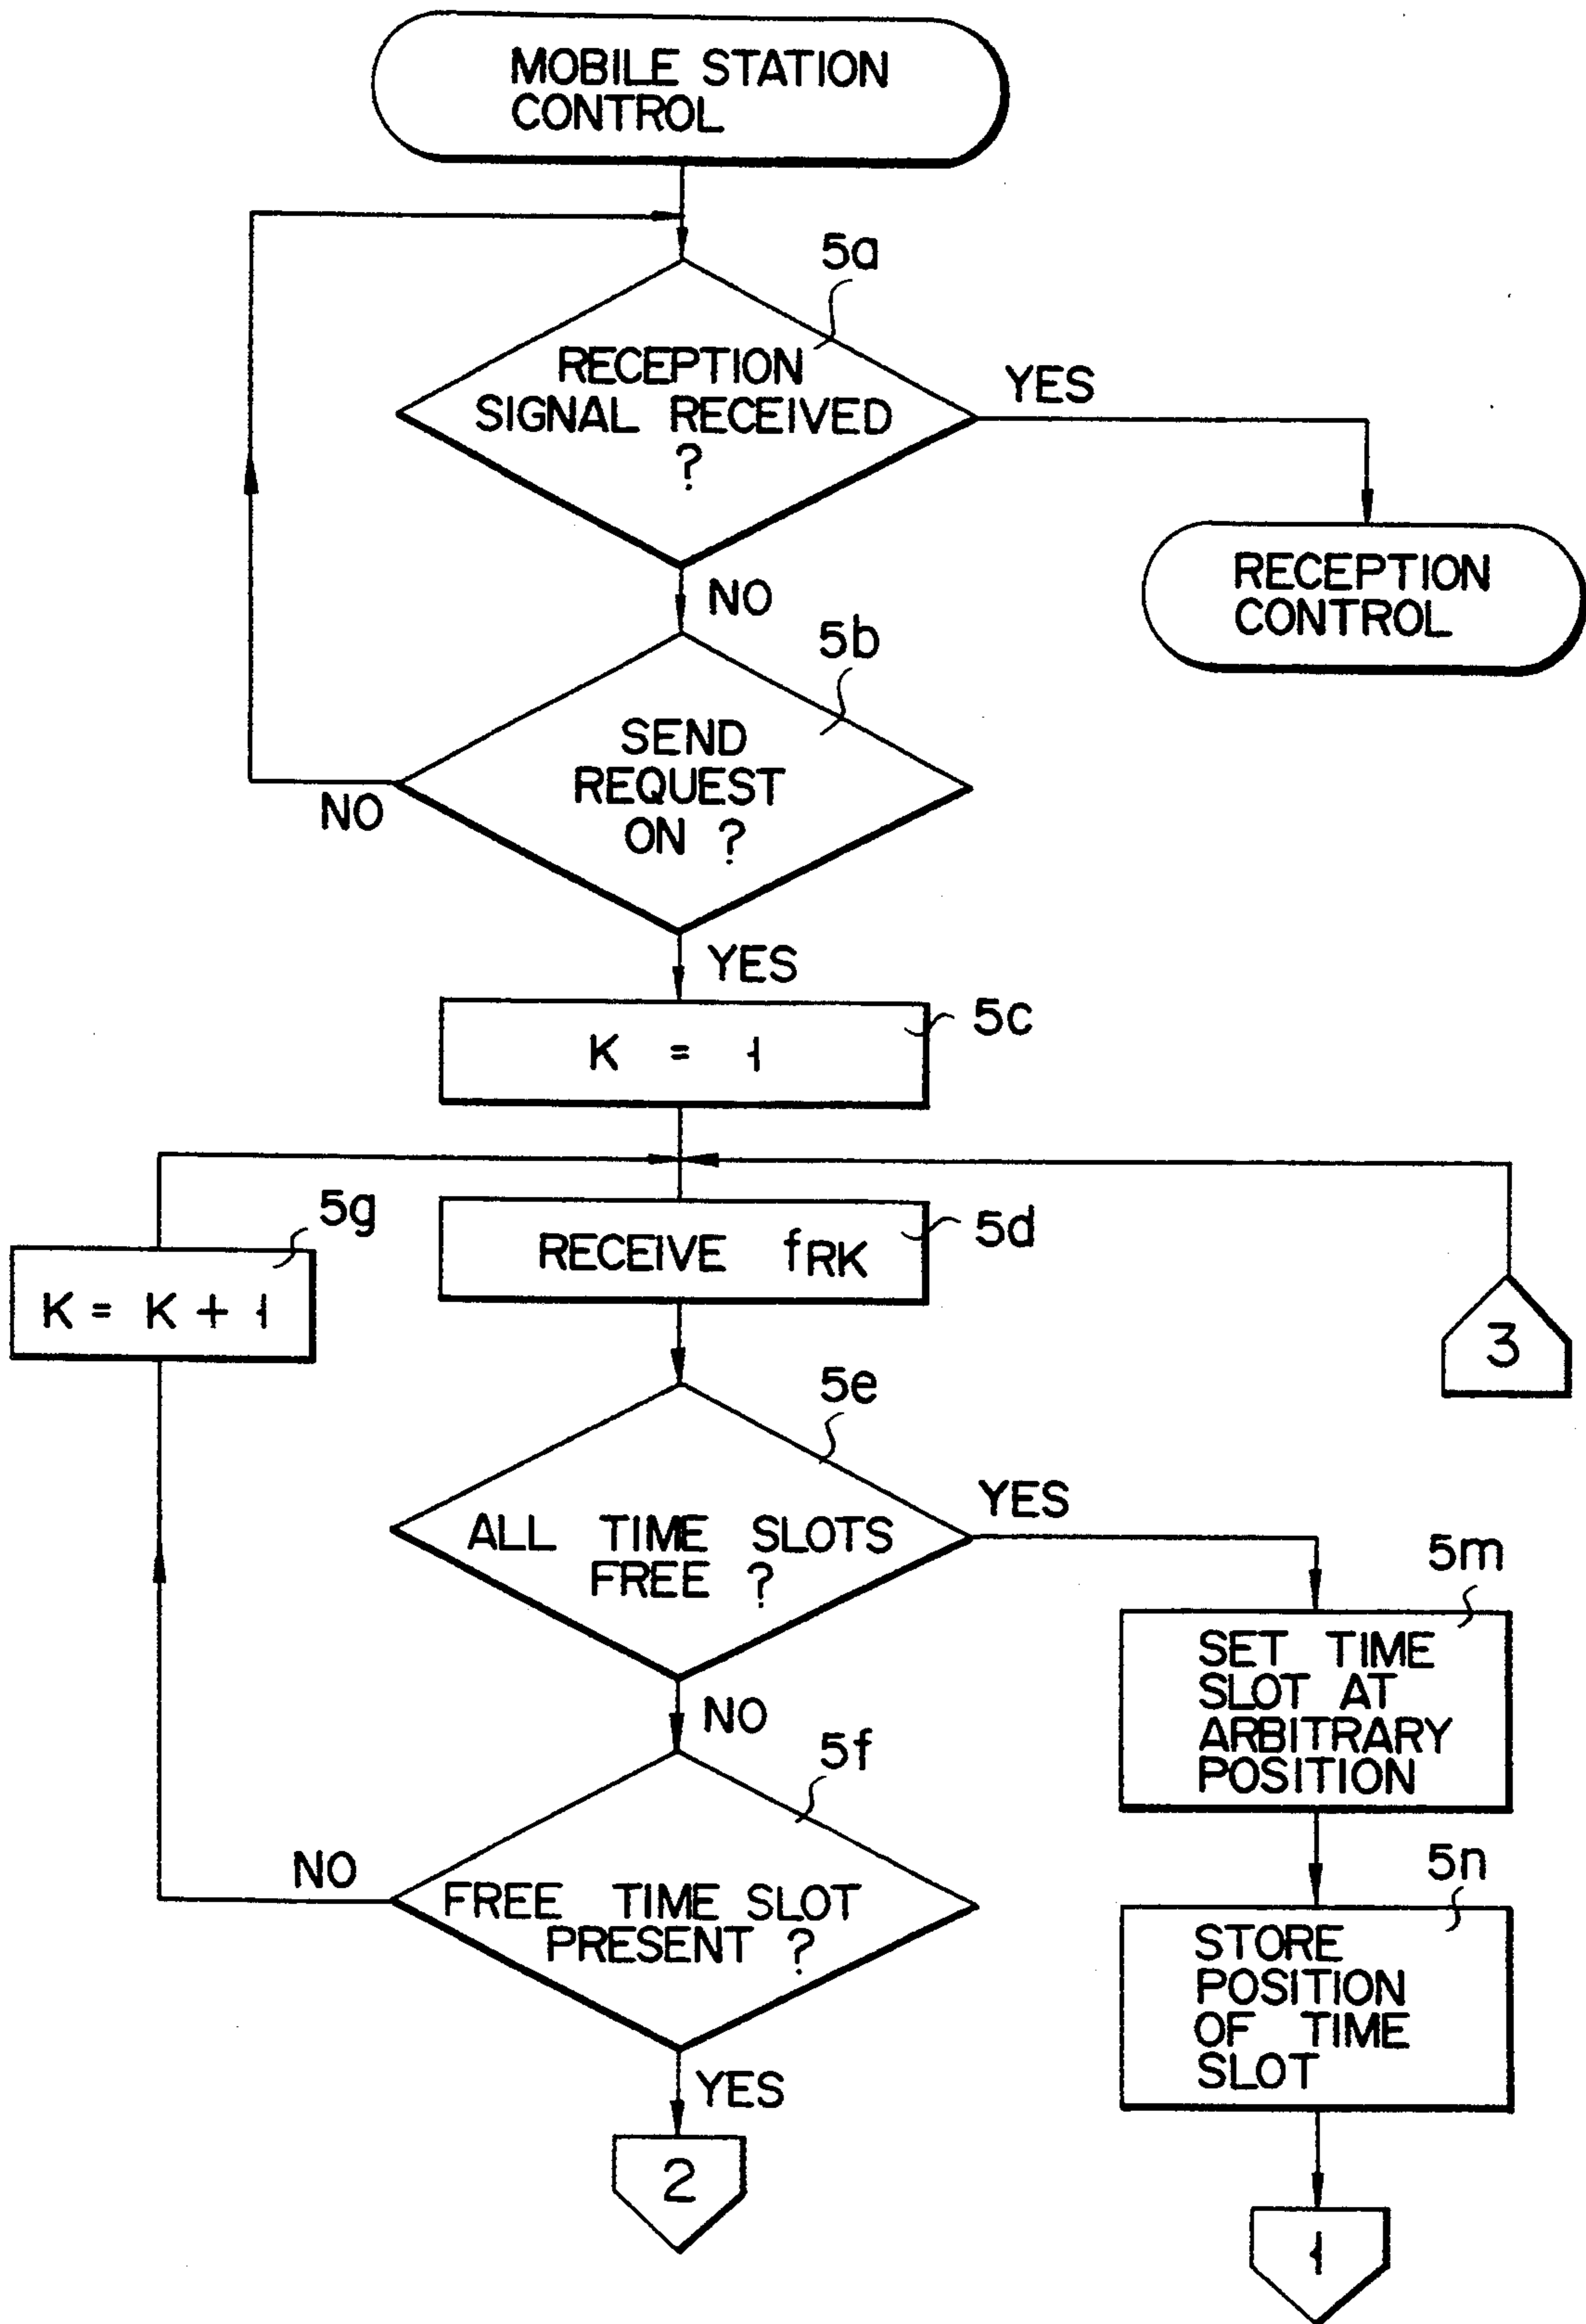 MOBILE STATION
CONTROL
5a
RECEPTION
SIGNAL RECEIVED
?
YES
NO
RECEPTION
CONTROL
5b
SEND
REQUEST
ON ?
NO
YES
5c
K = 1
5g
K = K + 1
5d
RECEIVE fRK
3
5e
ALL TIME SLOTS
FREE ?
YES
NO
5m
SET TIME
SLOT AT
ARBITRARY
POSITION
5f
FREE TIME SLOT
PRESENT ?
NO
YES
5n
STORE
POSITION
OF TIME
SLOT
2
1